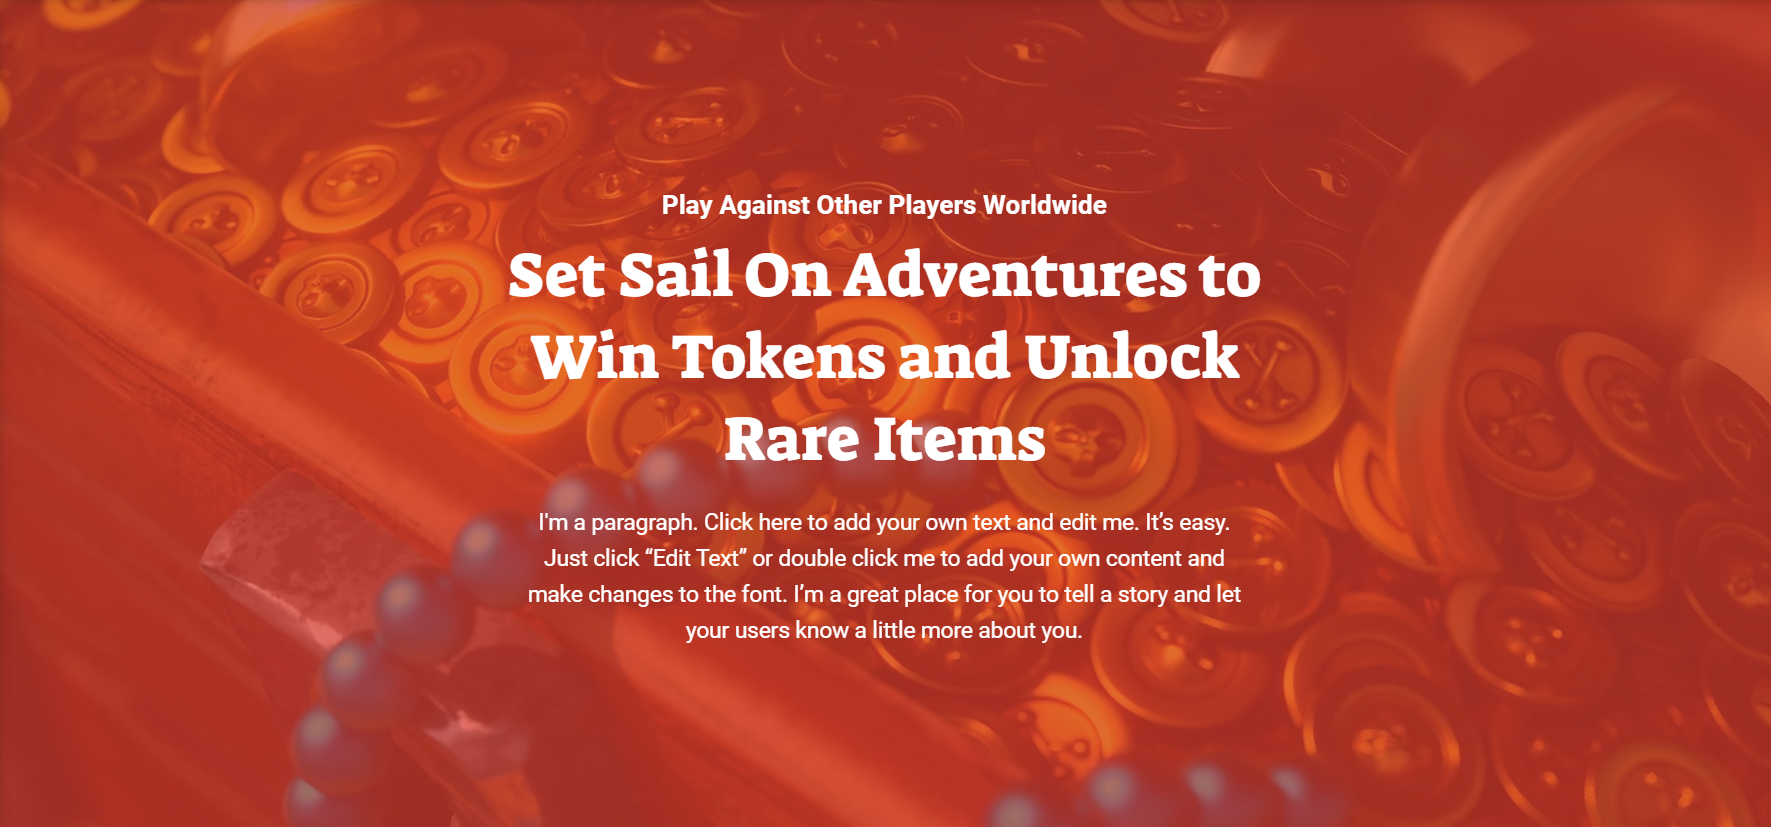 Play Against Other Players Worldwide
Set Sail On Adventures to
Win Tokens and Unlock
Rare Items
I'm a paragraph. Click here to add your own text and edit me. It’s easy.
Just click “Edit Text” or double click me to add your own content and
make changes to the font. I’m a great place for you to tell a story and let
your users know a little more about you.